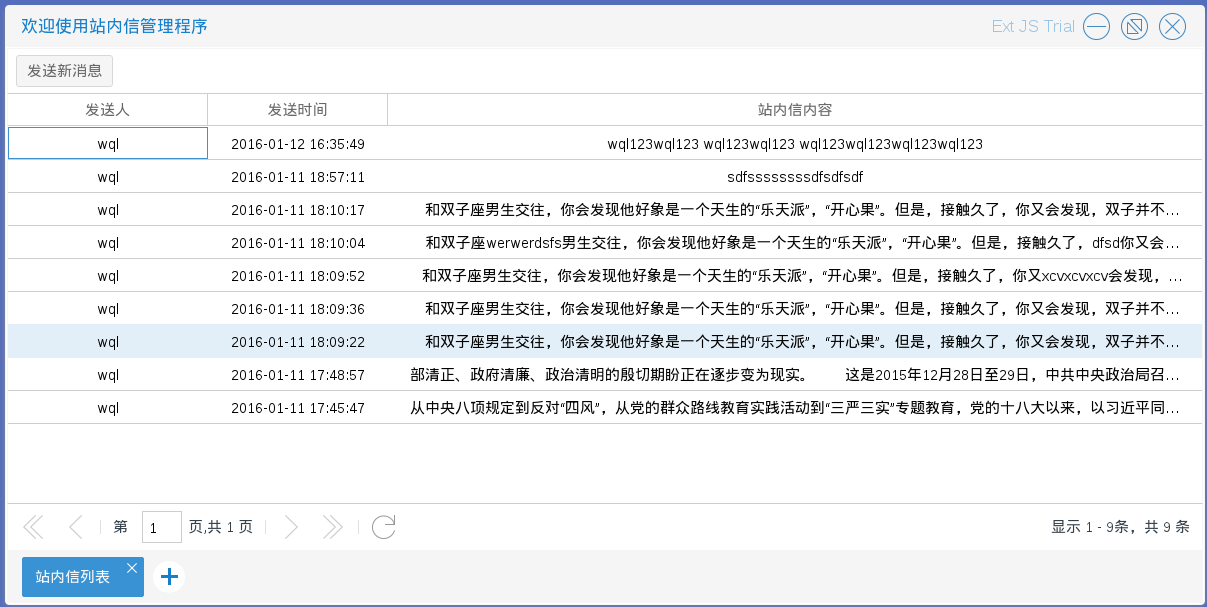 欢迎使用站内信管理程序 Ext JS Trial
发送新消息
发送人 发送时间 站内信内容
wql 2016-01-12 16:35:49 wql123wql123 wql123wql123 wql123wql123wql123wql123
wql 2016-01-11 18:57:11 sdfsssssssssdfsdfsdf
wql 2016-01-11 18:10:17 和双子座男生交往，你会发现他好象是一个天生的“乐天派”，“开心果”。但是，接触久了，你又会发现，双子并不...
wql 2016-01-11 18:10:04 和双子座werwerdsfs男生交往，你会发现他好象是一个天生的“乐天派”，“开心果”。但是，接触久了，dfsd你又会...
wql 2016-01-11 18:09:52 和双子座男生交往，你会发现他好象是一个天生的“乐天派”，“开心果”。但是，接触久了，你又xcvxcvxcv会发现，...
wql 2016-01-11 18:09:36 和双子座男生交往，你会发现他好象是一个天生的“乐天派”，“开心果”。但是，接触久了，你又会发现，双子并不...
wql 2016-01-11 18:09:22 和双子座男生交往，你会发现他好象是一个天生的“乐天派”，“开心果”。但是，接触久了，你又会发现，双子并不...
wql 2016-01-11 17:48:57 部清正、政府清廉、政治清明的殷切期盼正在逐步变为现实。 这是2015年12月28日至29日，中共中央政治局召...
wql 2016-01-11 17:45:47 从中央八项规定到反对“四风”，从党的群众路线教育实践活动到“三严三实”专题教育，党的十八大以来，以习近平同...
第 1 页,共 1 页 显示 1 - 9条，共 9 条
站内信列表